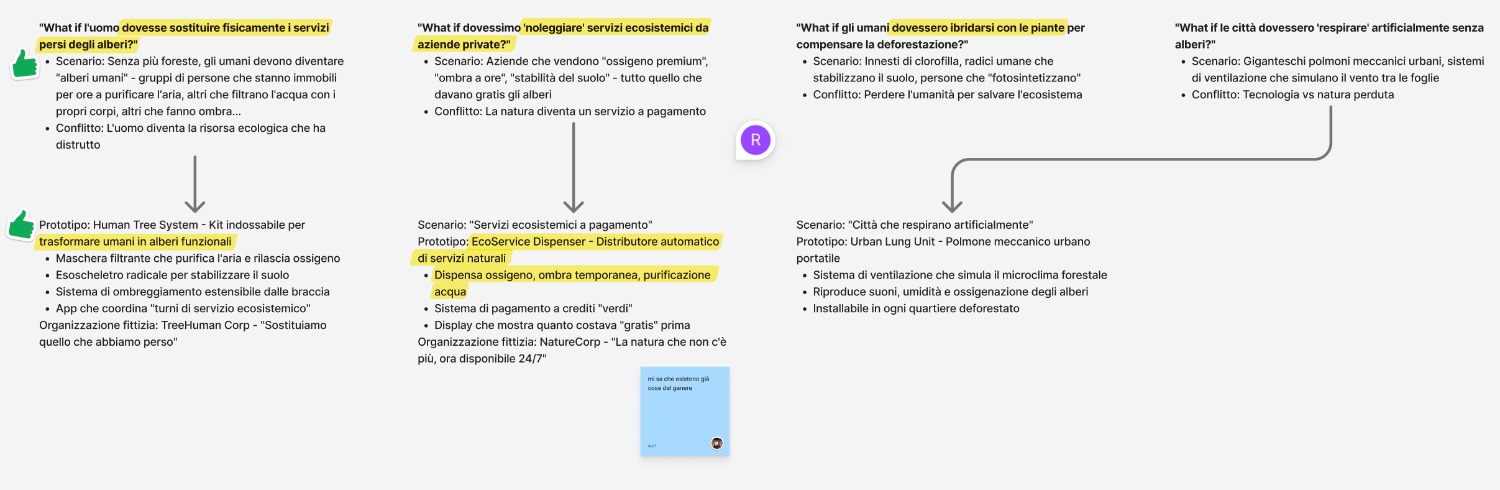 "What if l'uomo dovesse sostituire fisicamente i servizi
persi degli alberi?"
• Scenario: Senza più foreste, gli umani devono diventare
"alberi umani" - gruppi di persone che stanno immobili
per ore a purificare l'aria, altri che filtrano l'acqua con i
propri corpi, altri che fanno ombra...
• Conflitto: L'uomo diventa la risorsa ecologica che ha
distrutto
Prototipo: Human Tree System - Kit indossabile per
trasformare umani in alberi funzionali
• Maschera filtrante che purifica l'aria e rilascia ossigeno
• Esoscheletro radicale per stabilizzare il suolo
• Sistema di ombreggiamento estensibile dalle braccia
• App che coordina "turni di servizio ecosistemico"
Organizzazione fittizia: TreeHuman Corp - "Sostituiamo
quello che abbiamo perso"
"What if dovessimo 'noleggiare' servizi ecosistemici da
aziende private?"
• Scenario: Aziende che vendono "ossigeno premium",
"ombra a ore", "stabilità del suolo" - tutto quello che
davano gratis gli alberi
• Conflitto: La natura diventa un servizio a pagamento
Scenario: "Servizi ecosistemici a pagamento"
Prototipo: EcoService Dispenser - Distributore automatico
di servizi naturali
• Dispensa ossigeno, ombra temporanea, purificazione
acqua
• Sistema di pagamento a crediti "verdi"
• Display che mostra quanto costava "gratis" prima
Organizzazione fittizia: NatureCorp - "La natura che non c'è
più, ora disponibile 24/7"
mi sa che esistono già
cose del genere
R
"What if gli umani dovessero ibridarsi con le piante per
compensare la deforestazione?"
• Scenario: Innesti di clorofilla, radici umane che
stabilizzano il suolo, persone che "fotosintetizzano"
• Conflitto: Perdere l'umanità per salvare l'ecosistema
"What if le città dovessero 'respirare' artificialmente senza
alberi?"
• Scenario: Giganteschi polmoni meccanici urbani, sistemi
di ventilazione che simulano il vento tra le foglie
• Conflitto: Tecnologia vs natura perduta
Scenario: "Città che respirano artificialmente"
Prototipo: Urban Lung Unit - Polmone meccanico urbano
portatile
• Sistema di ventilazione che simula il microclima forestale
• Riproduce suoni, umidità e ossigenazione degli alberi
• Installabile in ogni quartiere deforestato